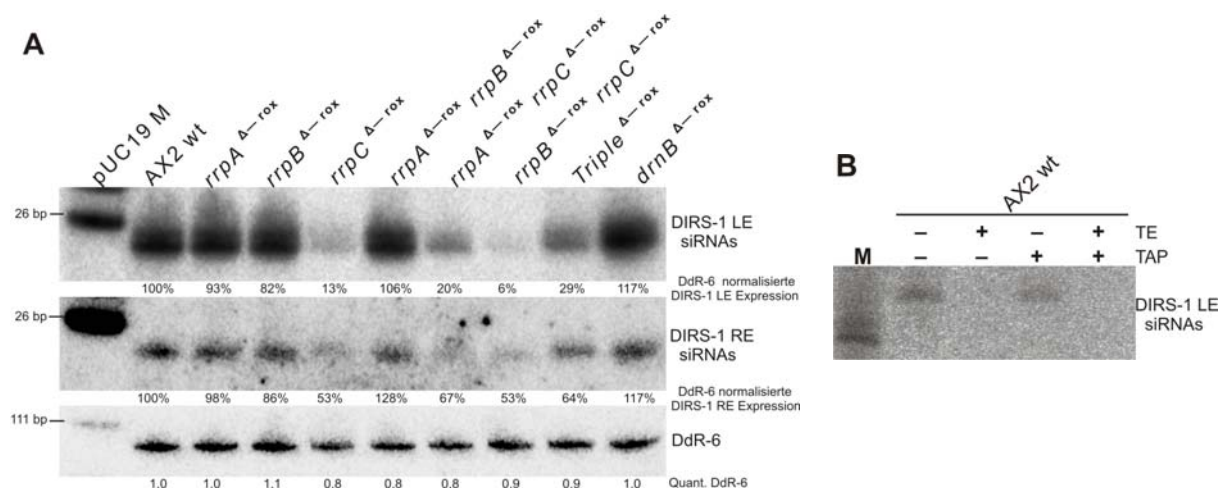 A
pUC19 M
AX2 wt
rrpA Δ— rox
rrpB Δ— rox
rrpC Δ— rox
rrpA Δ— rox rrpB Δ— rox
rrpA Δ— rox rrpC Δ— rox
rrpB Δ— rox rrpC Δ— rox
Triple Δ— rox
drnB Δ— rox
26 bp
DIRS-1 LE
siRNAs
100% 93% 82% 13% 106% 20% 6% 29% 117%
DdR-6 normalisierte
DIRS-1 LE Expression
26 bp
DIRS-1 RE
siRNAs
100% 98% 86% 53% 128% 67% 53% 64% 117%
DdR-6 normalisierte
DIRS-1 RE Expression
111 bp
DdR-6
1.0 1.0 1.1 0.8 0.8 0.8 0.9 0.9 1.0 Quant. DdR-6
B
AX2 wt
– + – + TE
M – – + + TAP
DIRS-1 LE
siRNAs